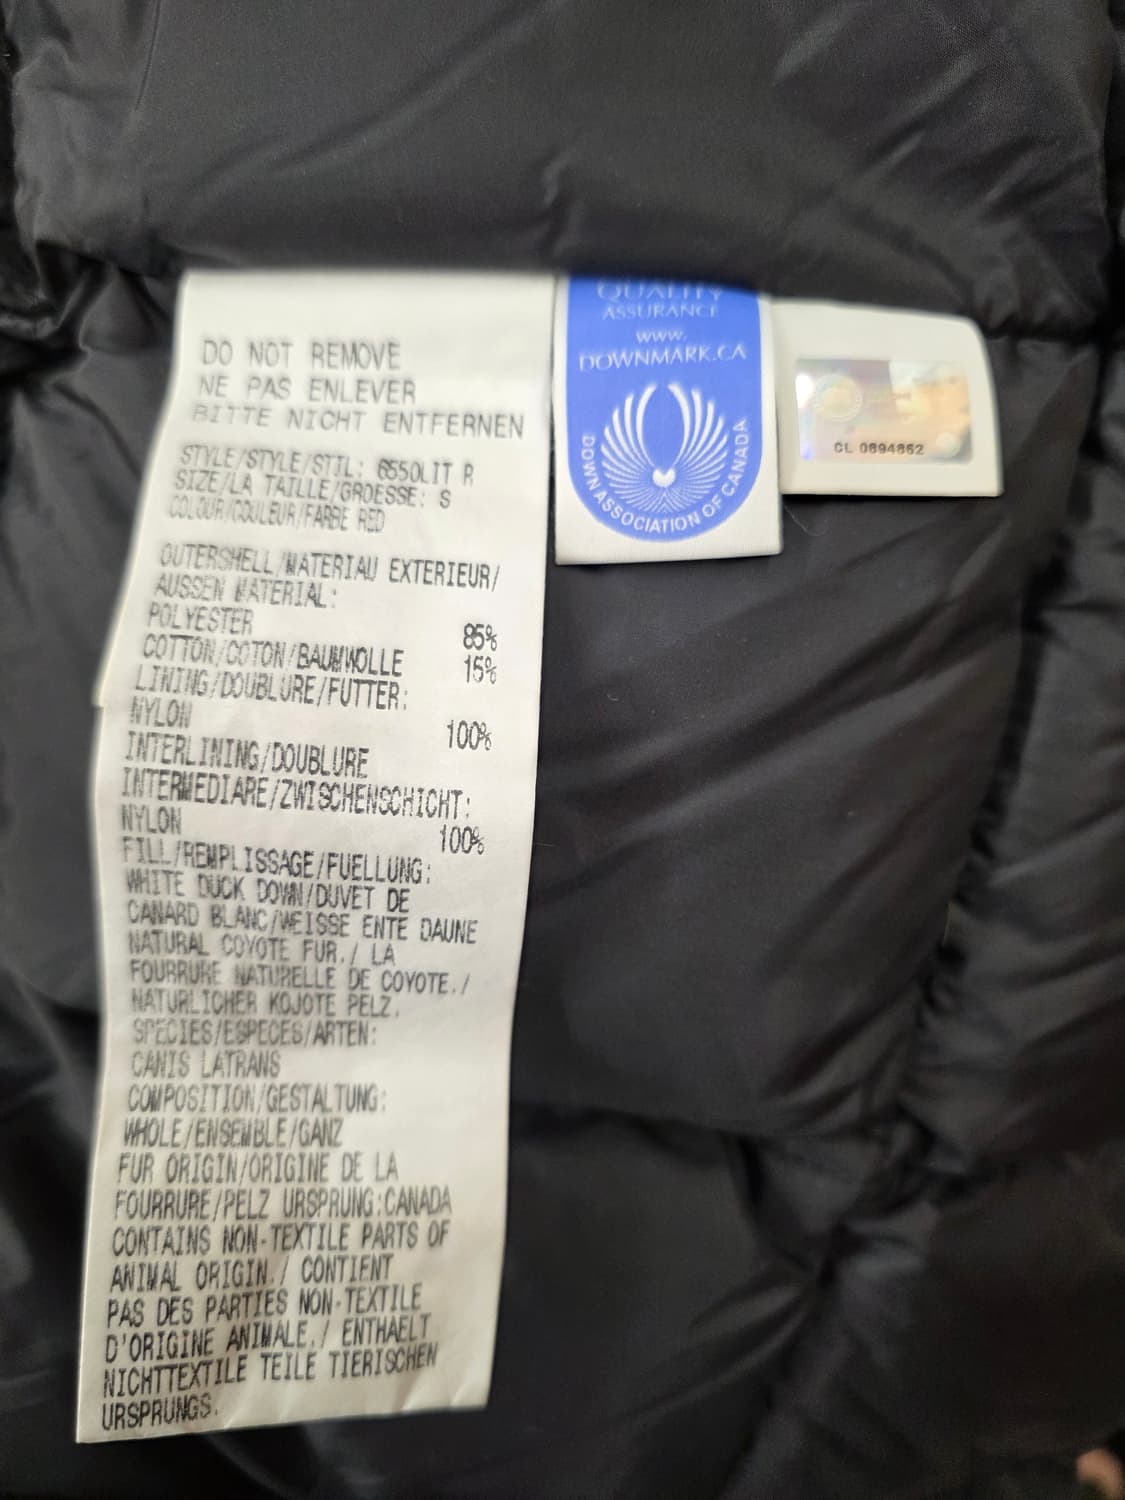 DO NOT REMOVE
NE PAS ENLEVER
BITTE NICHT ENTFERNEN
STYLE/STYLE/STIL: 6550LIT R
SIZE/LA TAILLE/GROESSE: S
COLOUR/COULEUR/FARBE RED
OUTERSHELL/MATERIAU EXTERIEUR/
AUSSEN MATERIAL:
POLYESTER 85%
COTTON/COTON/BAUMWOLLE 15%
LINING/DOUBLURE/FUTTER:
NYLON 100%
INTERLINING/DOUBLURE
INTERMEDIARE/ZWISCHENSCHICHT:
NYLON 100%
FILL/REMPLISSAGE/FUELLUNG:
WHITE DUCK DOWN/DUVET DE
CANARD BLANC/WEISSE ENTE DAUNE
NATURAL COYOTE FUR./ LA
FOURRURE NATURELLE DE COYOTE./
NATURLICHER KOJOTE PELZ.
SPECIES/ESPECES/ARTEN:
CANIS LATRANS
COMPOSITION/GESTALTUNG:
WHOLE/ENSEMBLE/GANZ
FUR ORIGIN/ORIGINE DE LA
FOURRURE/PELZ URSPRUNG:CANADA
CONTAINS NON-TEXTILE PARTS OF
ANIMAL ORIGIN./ CONTIENT
PAS DES PARTIES NON-TEXTILE
D'ORIGINE ANIMALE./ ENTHAELT
NICHTTEXTILE TEILE TIERISCHEN
URSPRUNGS.
QUALITY
ASSURANCE
www.
DOWNMARK.CA
DOWN ASSOCIATION OF CANADA
CL 0894862